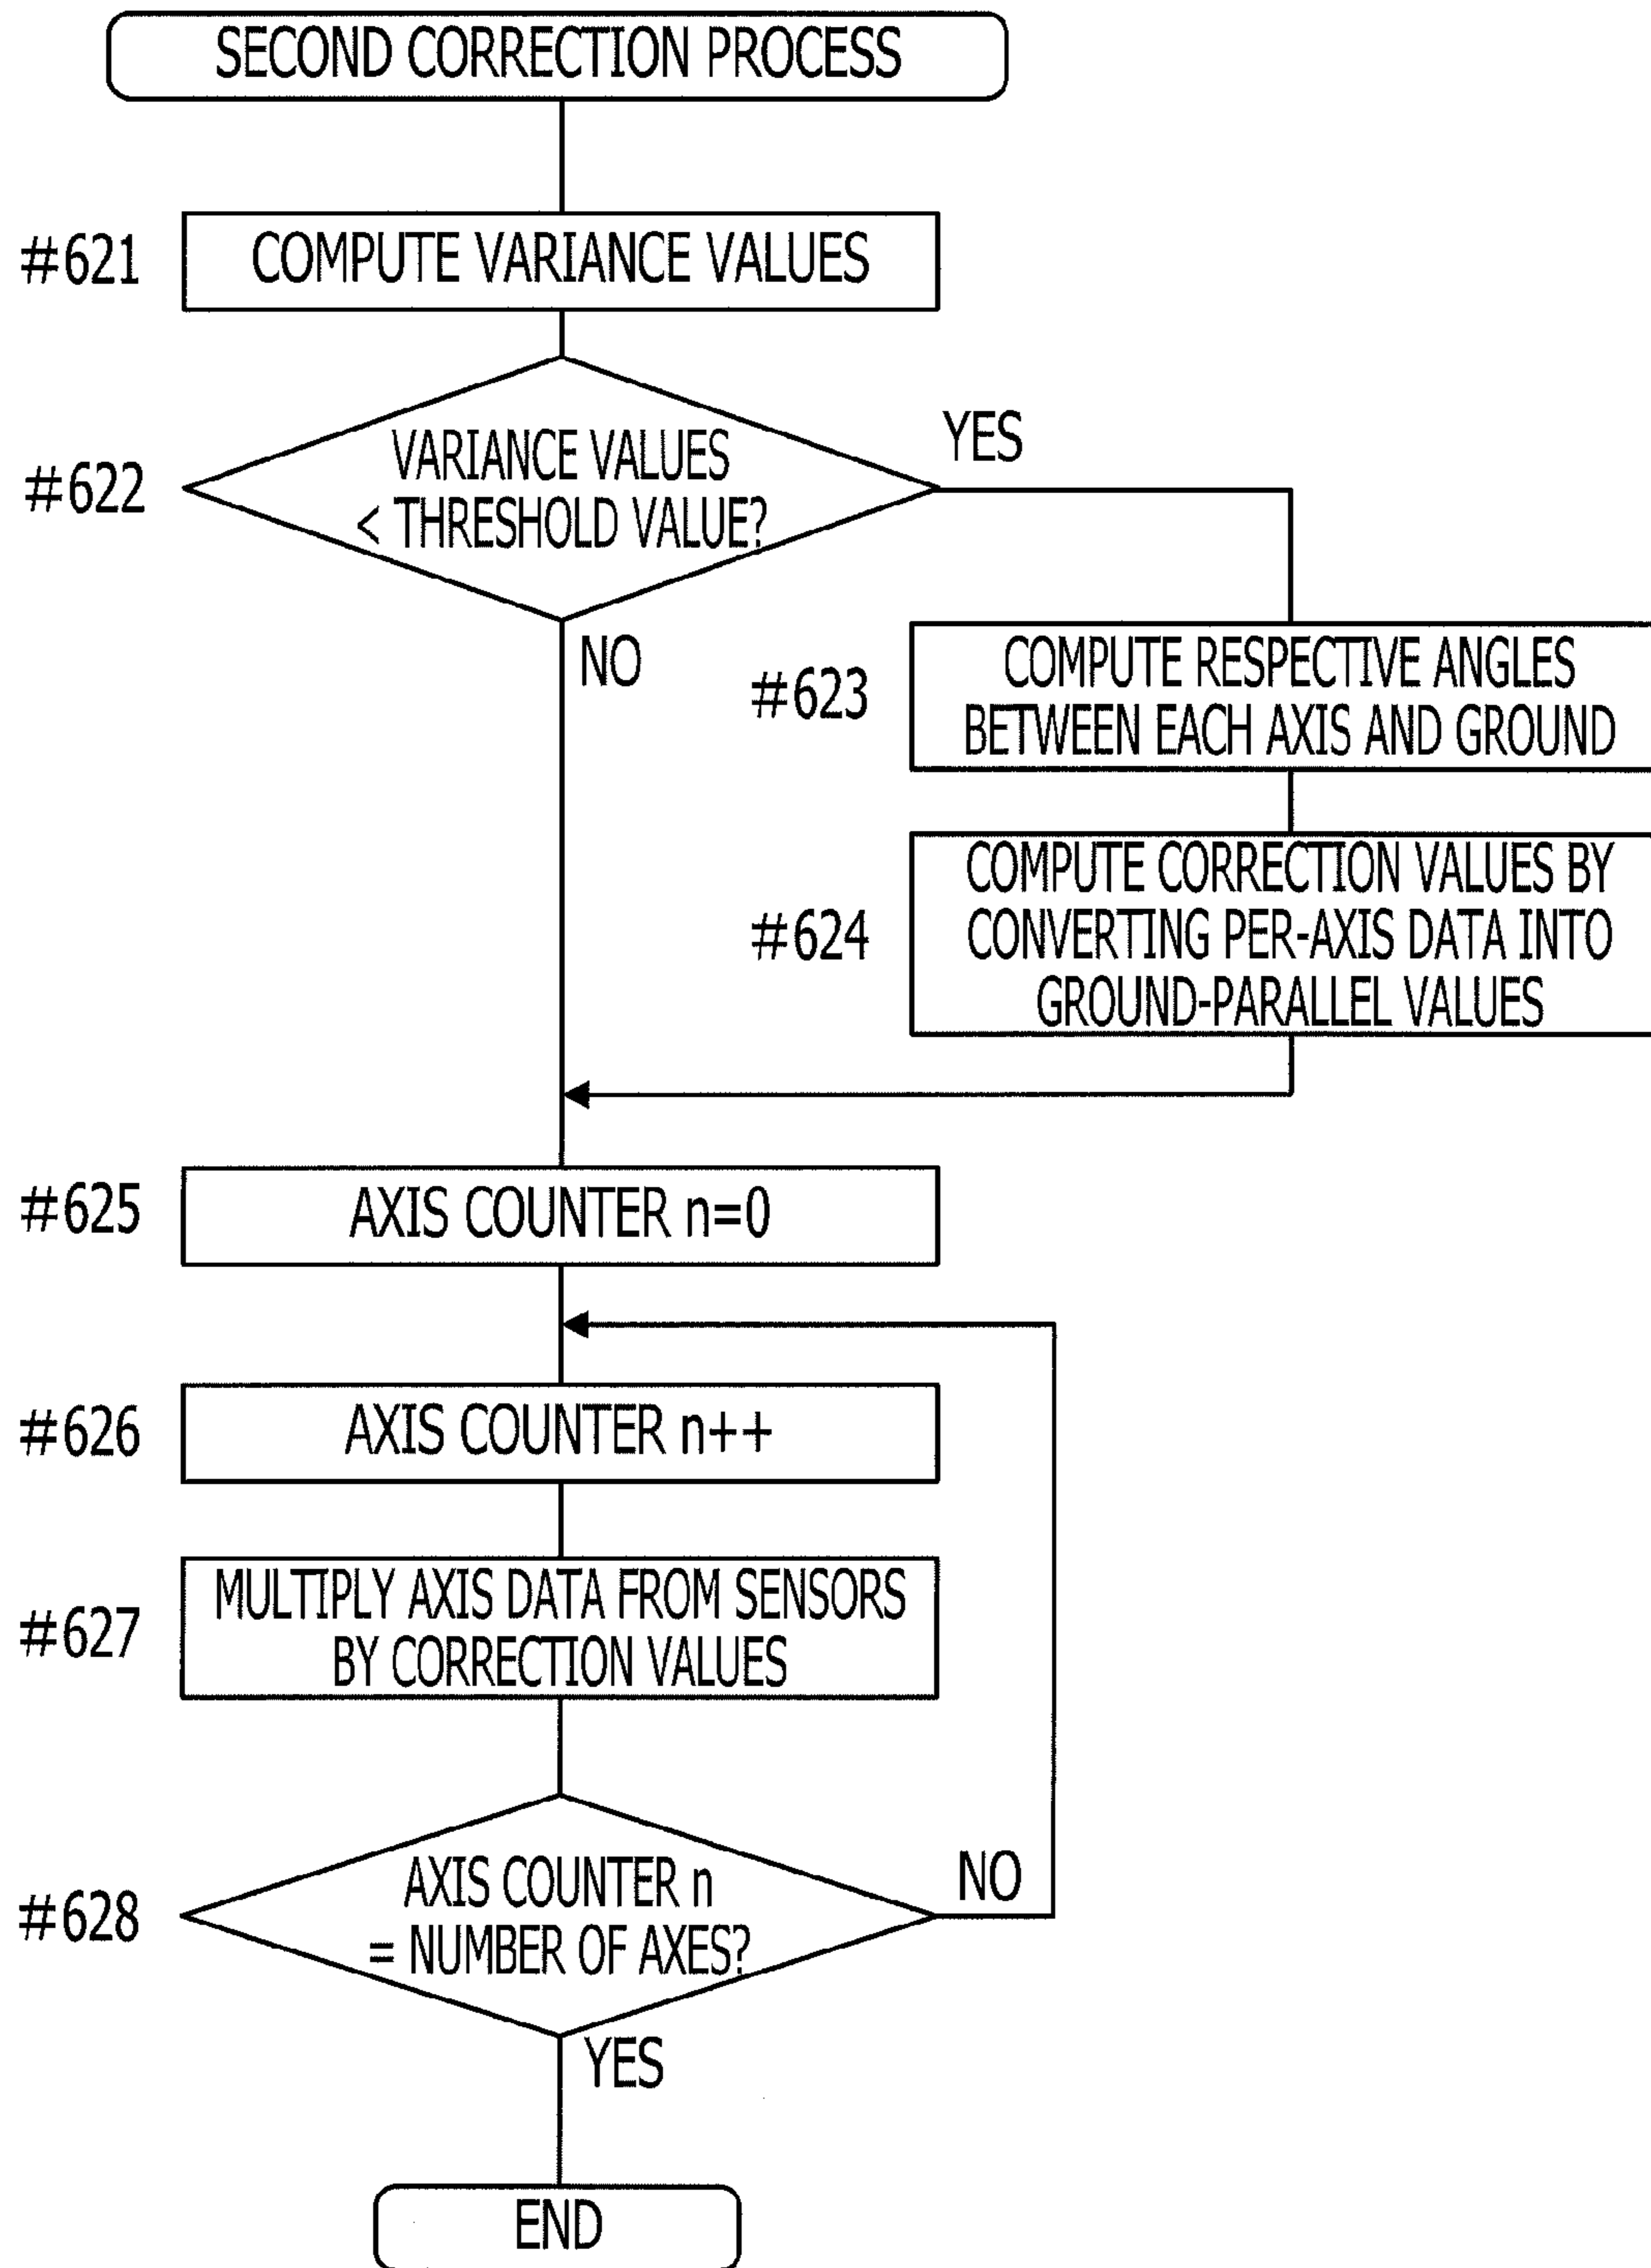 SECOND CORRECTION PROCESS
#621
COMPUTE VARIANCE VALUES
#622
VARIANCE VALUES
< THRESHOLD VALUE?
YES
NO
#623
COMPUTE RESPECTIVE ANGLES
BETWEEN EACH AXIS AND GROUND
#624
COMPUTE CORRECTION VALUES BY
CONVERTING PER-AXIS DATA INTO
GROUND-PARALLEL VALUES
#625
AXIS COUNTER n=0
#626
AXIS COUNTER n++
#627
MULTIPLY AXIS DATA FROM SENSORS
BY CORRECTION VALUES
#628
AXIS COUNTER n
= NUMBER OF AXES?
NO
YES
END